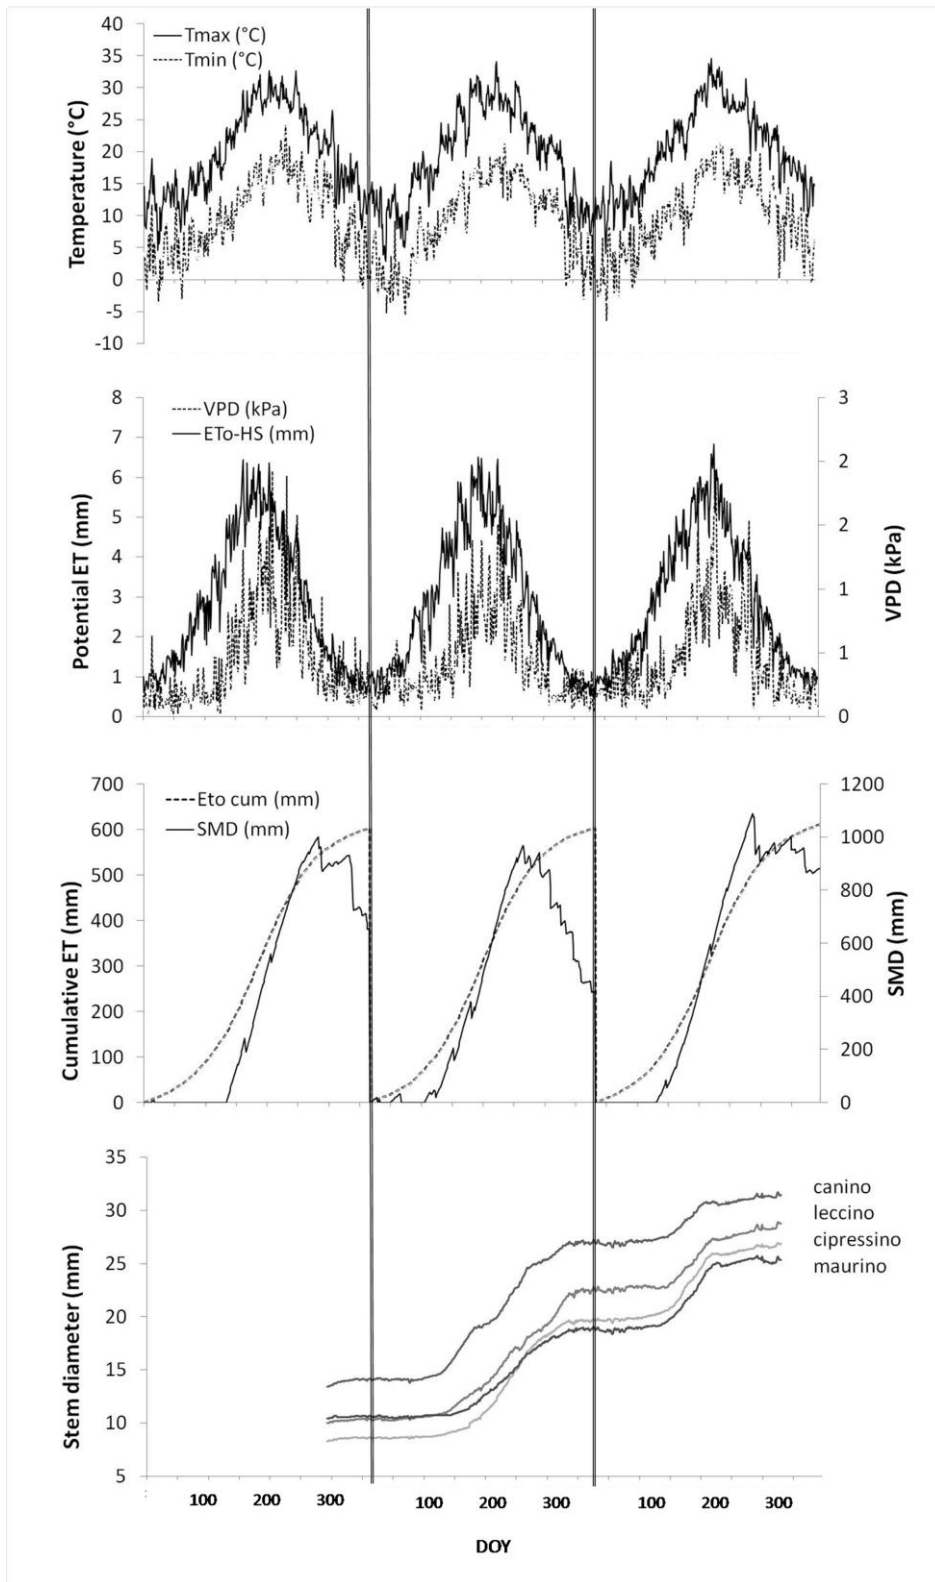 40
35
30
25
20
15
10
5
0
-5
-10
Temperature (°C)
Tmax (°C)
Tmin (°C)
8
7
6
5
4
3
2
1
0
Potential ET (mm)
VPD (kPa)
ETo-HS (mm)
3
2
2
1
1
0
VPD (kPa)
700
600
500
400
300
200
100
0
Cumulative ET (mm)
Eto cum (mm)
SMD (mm)
1200
1000
800
600
400
200
0
SMD (mm)
35
30
25
20
15
10
5
Stem diameter (mm)
canino
leccino
cipressino
maurino
100 200 300 100 200 300 100 200 300
DOY